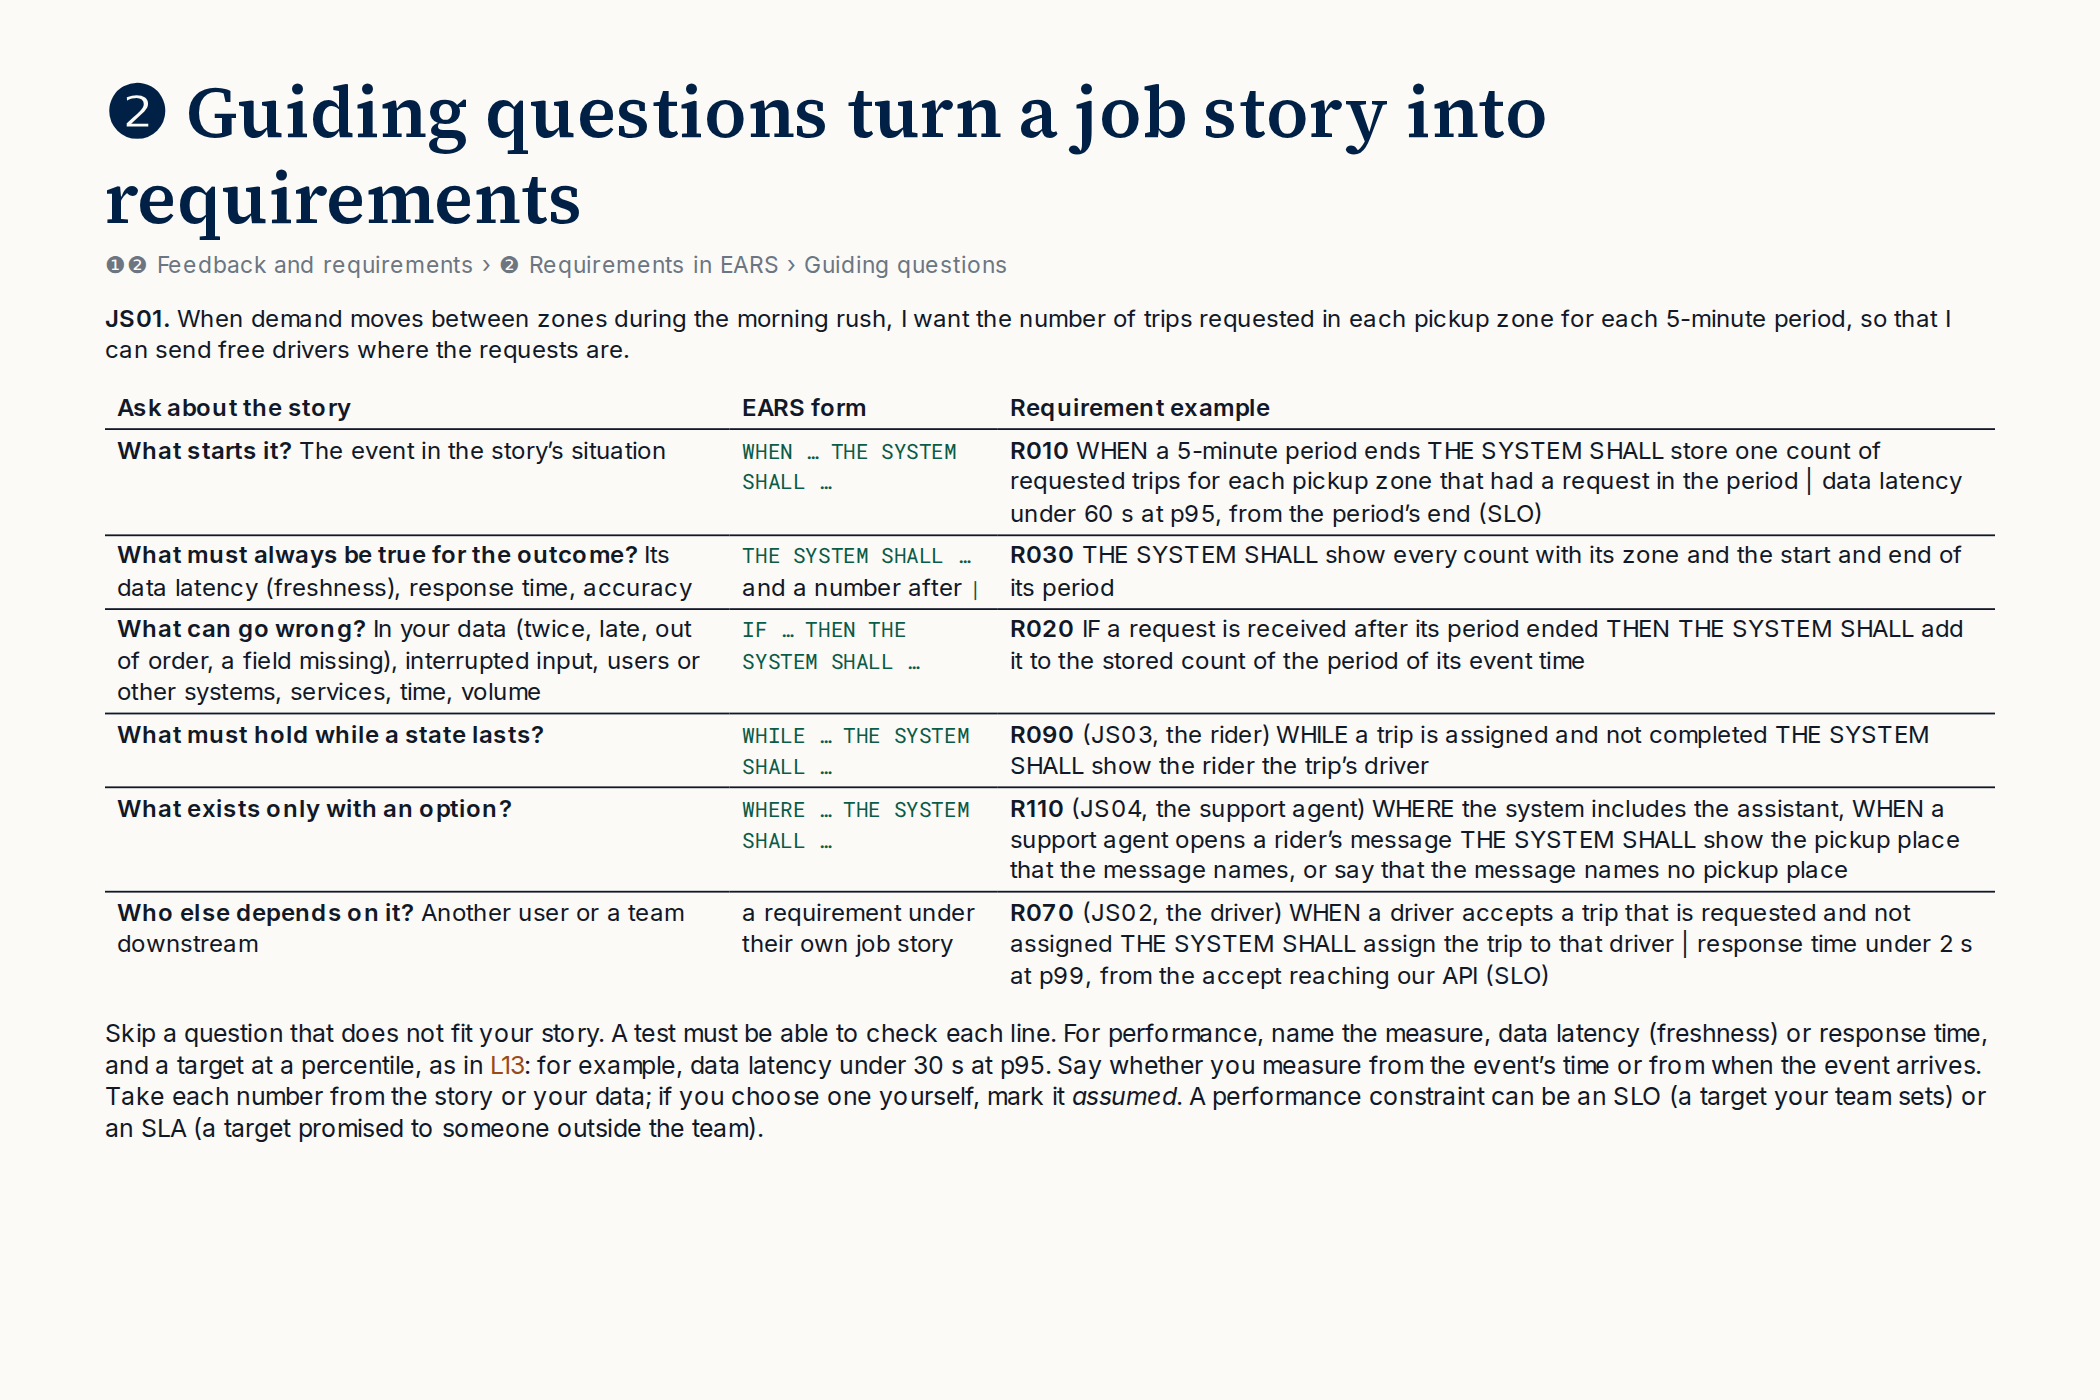 ❷ Guiding questions turn a job story into
requirements
❶❷ Feedback and requirements › ❷ Requirements in EARS › Guiding questions
JS01. When demand moves between zones during the morning rush, I want the number of trips requested in each pickup zone for each 5-minute period, so that I
can send free drivers where the requests are.
Ask about the story EARS form Requirement example
What starts it? The event in the story’s situation
WHEN … THE SYSTEM
SHALL …
R010 WHEN a 5-minute period ends THE SYSTEM SHALL store one count of
requested trips for each pickup zone that had a request in the period | data latency
under 60 s at p95, from the period’s end (SLO)
What must always be true for the outcome? Its
data latency (freshness), response time, accuracy
THE SYSTEM SHALL …
and a number after |
R030 THE SYSTEM SHALL show every count with its zone and the start and end of
its period
What can go wrong? In your data (twice, late, out
of order, a field missing), interrupted input, users or
other systems, services, time, volume
IF … THEN THE
SYSTEM SHALL …
R020 IF a request is received after its period ended THEN THE SYSTEM SHALL add
it to the stored count of the period of its event time
What must hold while a state lasts?
WHILE … THE SYSTEM
SHALL …
R090 (JS03, the rider) WHILE a trip is assigned and not completed THE SYSTEM
SHALL show the rider the trip’s driver
What exists only with an option?
WHERE … THE SYSTEM
SHALL …
R110 (JS04, the support agent) WHERE the system includes the assistant, WHEN a
support agent opens a rider’s message THE SYSTEM SHALL show the pickup place
that the message names, or say that the message names no pickup place
Who else depends on it? Another user or a team
downstream
a requirement under
their own job story
R070 (JS02, the driver) WHEN a driver accepts a trip that is requested and not
assigned THE SYSTEM SHALL assign the trip to that driver | response time under 2 s
at p99, from the accept reaching our API (SLO)
Skip a question that does not fit your story. A test must be able to check each line. For performance, name the measure, data latency (freshness) or response time,
and a target at a percentile, as in L13: for example, data latency under 30 s at p95. Say whether you measure from the event’s time or from when the event arrives.
Take each number from the story or your data; if you choose one yourself, mark it assumed. A performance constraint can be an SLO (a target your team sets) or
an SLA (a target promised to someone outside the team).